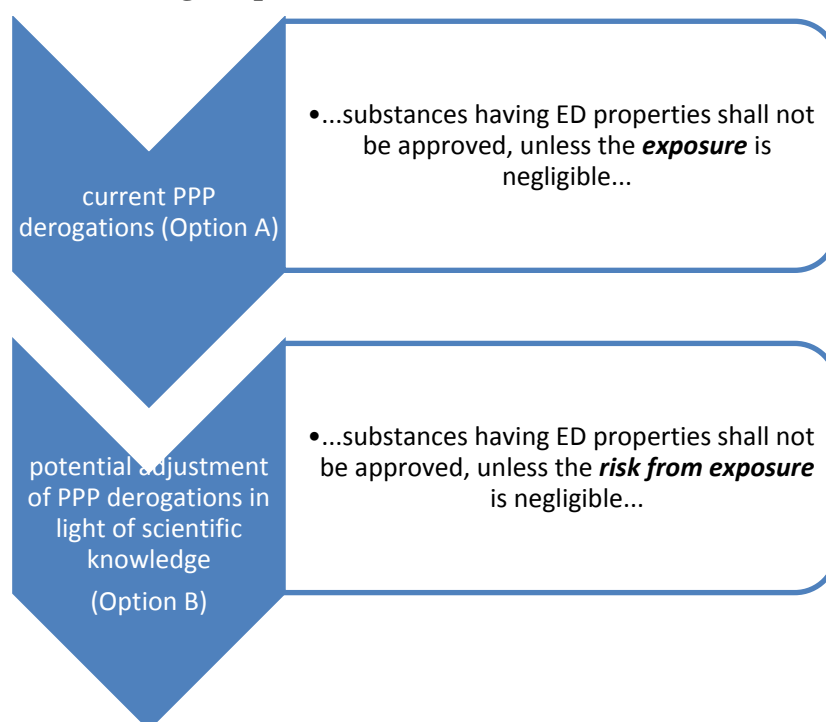 current PPP
derogations (Option A)
•...substances having ED properties shall not
be approved, unless the exposure is
negligible...
potential adjustment
of PPP derogations in
light of scientific
knowledge
(Option B)
•...substances having ED properties shall not
be approved, unless the risk from exposure
is negligible...